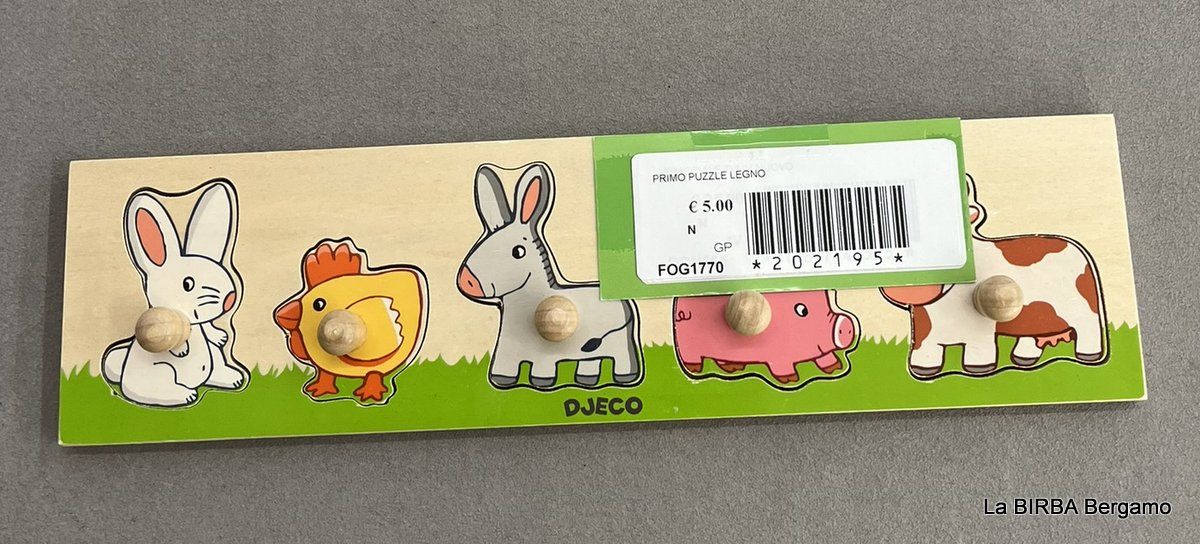 PRIMO PUZZLE LEGNO
€ 5.00
N
GP
FOG1770
*202195*
DJECO
La BIRBA Bergamo